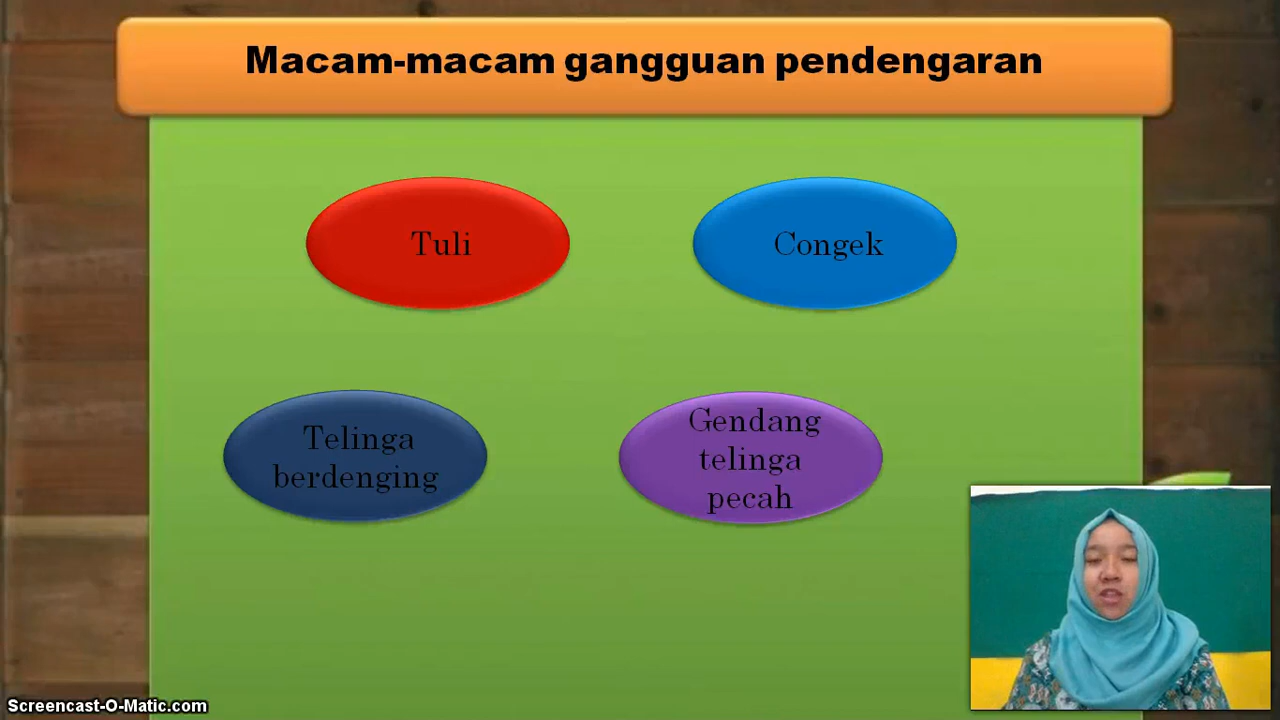 Macam-macam gangguan pendengaran
Tuli
Congek
Telinga
berdenging
Gendang
telinga
pecah
Screencast-O-Matic.com